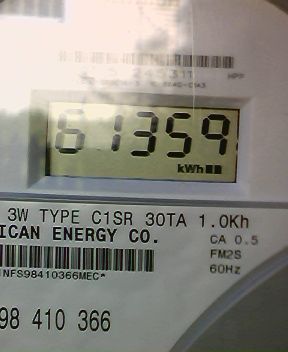 HPP
61359
kWh
3W TYPE C1SR 30TA 1.0Kh
ICAN ENERGY CO.
CA 0.5
FM2S
NFS98410366MEC*
60Hz
98 410 366